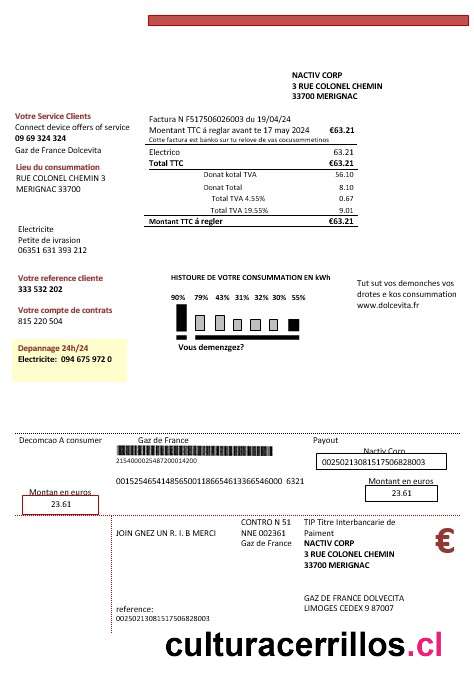 NACTIV CORP
3 RUE COLONEL CHEMIN
33700 MERIGNAC
Votre Service Clients
Connect device offers of service
09 69 324 324
Gaz de France Dolcevita
Lieu du consummation
RUE COLONEL CHEMIN 3
MERIGNAC 33700
Factura N F517506026003 du 19/04/24
Moentant TTC á reglar avant te 17 may 2024 €63.21
Cotte factura est banko sur tu relove de vas cocusummetinos
Electrico 63.21
Total TTC €63.21
Donat kotal TVA 56.10
Donat Total 8.10
Total TVA 4.55% 0.67
Total TVA 19.55% 9.01
Montant TTC á regler €63.21
Electricite
Petite de ivrasion
06351 631 393 212
Votre reference cliente
333 532 202
Votre compte de contrats
815 220 504
Depannage 24h/24
Electricite: 094 675 972 0
HISTOURE DE VOTRE CONSUMMATION EN kWh
90% 79% 43% 31% 32% 30% 55%
Vous demenzgez?
Tut sut vos demonches vos
drotes e kos consummation
www.dolcevita.fr
Decomcao A consumer Gaz de France Payout
2154000025487200014200
Nactiv Corp
00250213081517506828003
0015254654148565001186654613366546000 6321
Montan en euros
23.61
Montant en euros
23.61
JOIN GNEZ UN R. I. B MERCI
CONTRO N 51
NNE 002361
Gaz de France
TIP Titre Interbancarie de
Paiment
NACTIV CORP
3 RUE COLONEL CHEMIN
33700 MERIGNAC
€
GAZ DE FRANCE DOLVECITA
LIMOGES CEDEX 9 87007
reference:
00250213081517506828003
culturacerrillos.cl